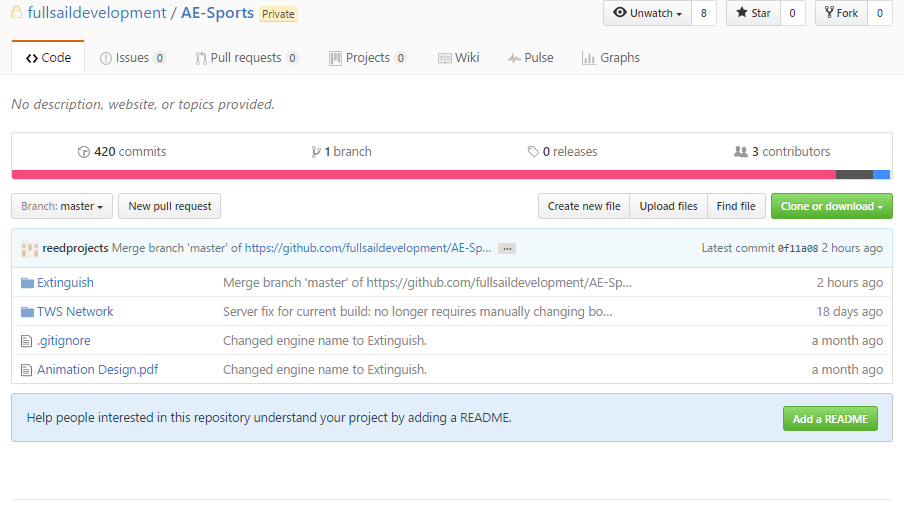 fullsaildevelopment / AE-Sports Private Unwatch 8 Star 0 Fork 0
Code Issues 0 Pull requests 0 Projects 0 Wiki Pulse Graphs
No description, website, or topics provided.
420 commits 1 branch 0 releases 3 contributors
Branch: master New pull request Create new file Upload files Find file Clone or download
reedprojects Merge branch 'master' of https://github.com/fullsaildevelopment/AE-Sp... ... Latest commit 0f11a08 2 hours ago
Extinguish Merge branch 'master' of https://github.com/fullsaildevelopment/AE-Sp... 2 hours ago
TWS Network Server fix for current build: no longer requires manually changing bo... 18 days ago
.gitignore Changed engine name to Extinguish. a month ago
Animation Design.pdf Changed engine name to Extinguish. a month ago
Help people interested in this repository understand your project by adding a README. Add a README